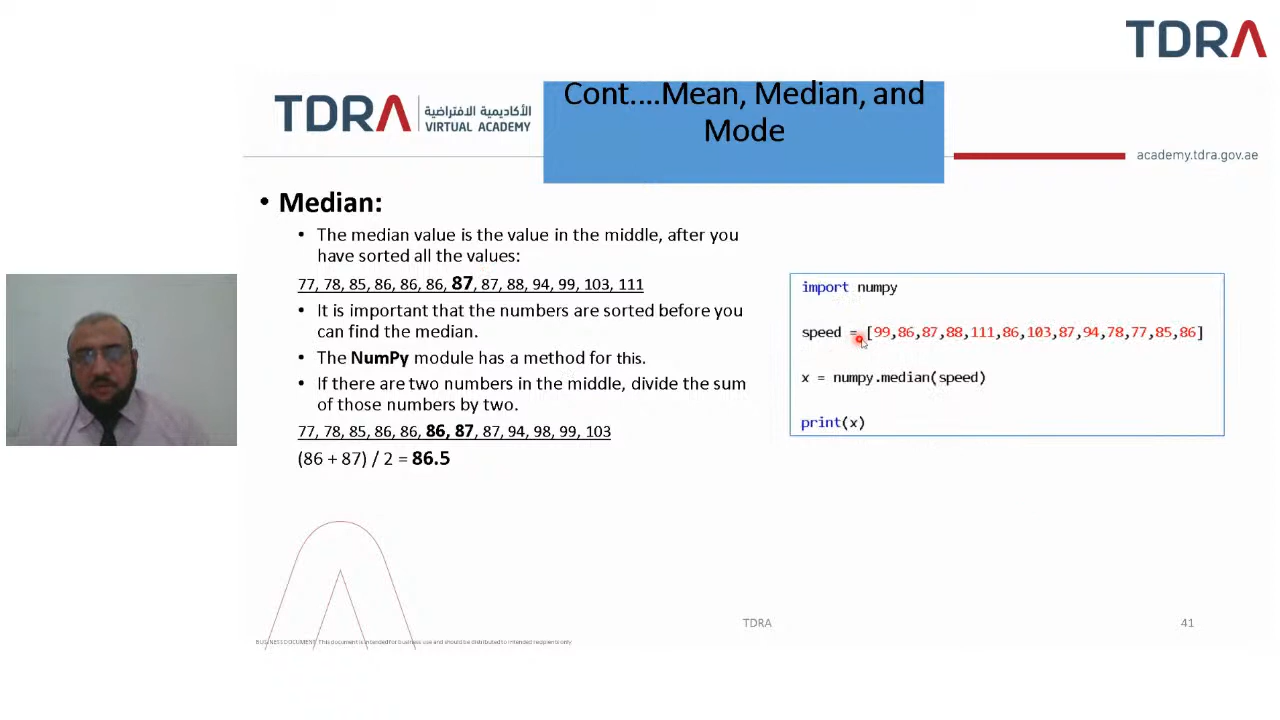 TDRA
TDRA
الأكاديمية الافتراضية
VIRTUAL ACADEMY
Cont....Mean, Median, and
Mode
academy.tdra.gov.ae
• Median:
• The median value is the value in the middle, after you
have sorted all the values:
77, 78, 85, 86, 86, 86, 87, 87, 88, 94, 99, 103, 111
• It is important that the numbers are sorted before you
can find the median.
• The NumPy module has a method for this.
• If there are two numbers in the middle, divide the sum
of those numbers by two.
77, 78, 85, 86, 86, 86, 87, 87, 94, 98, 99, 103
(86 + 87) / 2 = 86.5
import numpy
speed = [99,86,87,88,111,86,103,87,94,78,77,85,86]
x = numpy.median(speed)
print(x)
TDRA
41
BUSINESS DOCUMENT: This document is intended for business use and should be distributed to intended recipients only